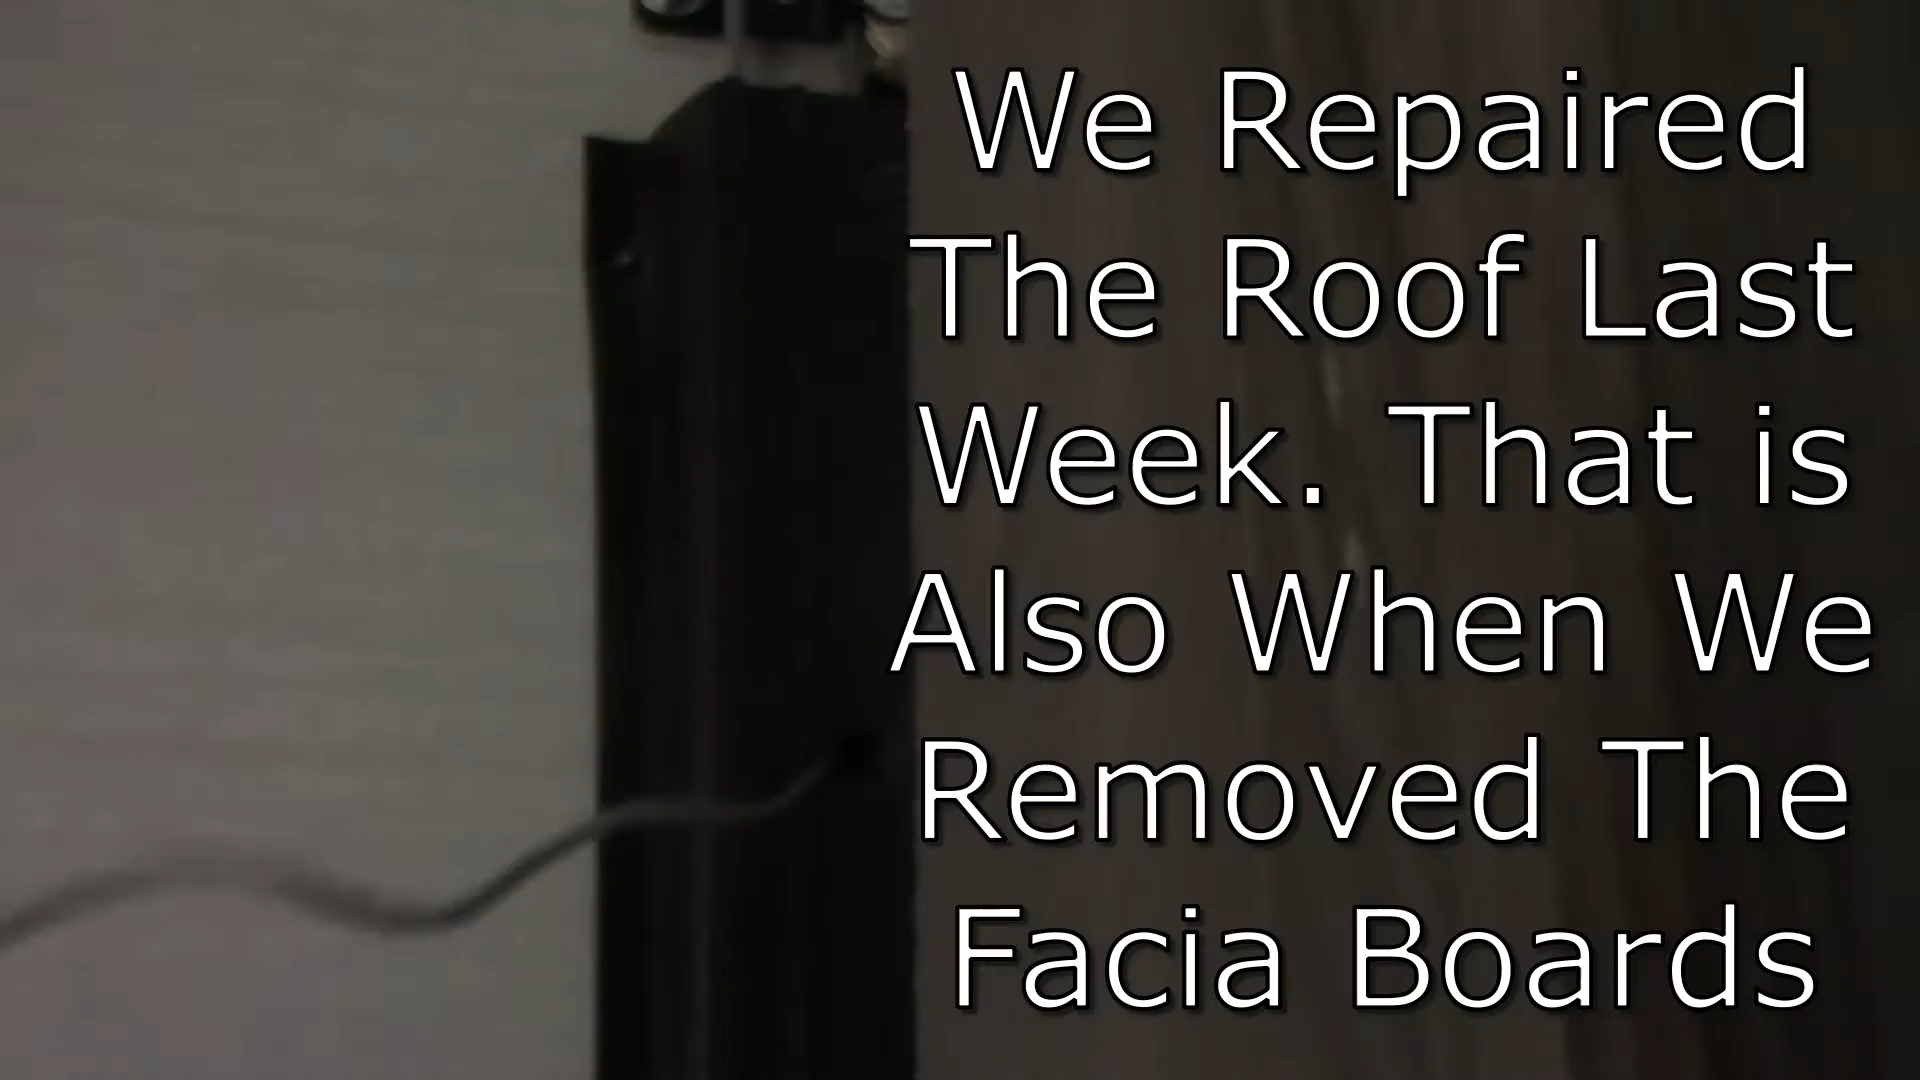 We Repaired
The Roof Last
Week. That is
Also When We
Removed The
Facia Boards